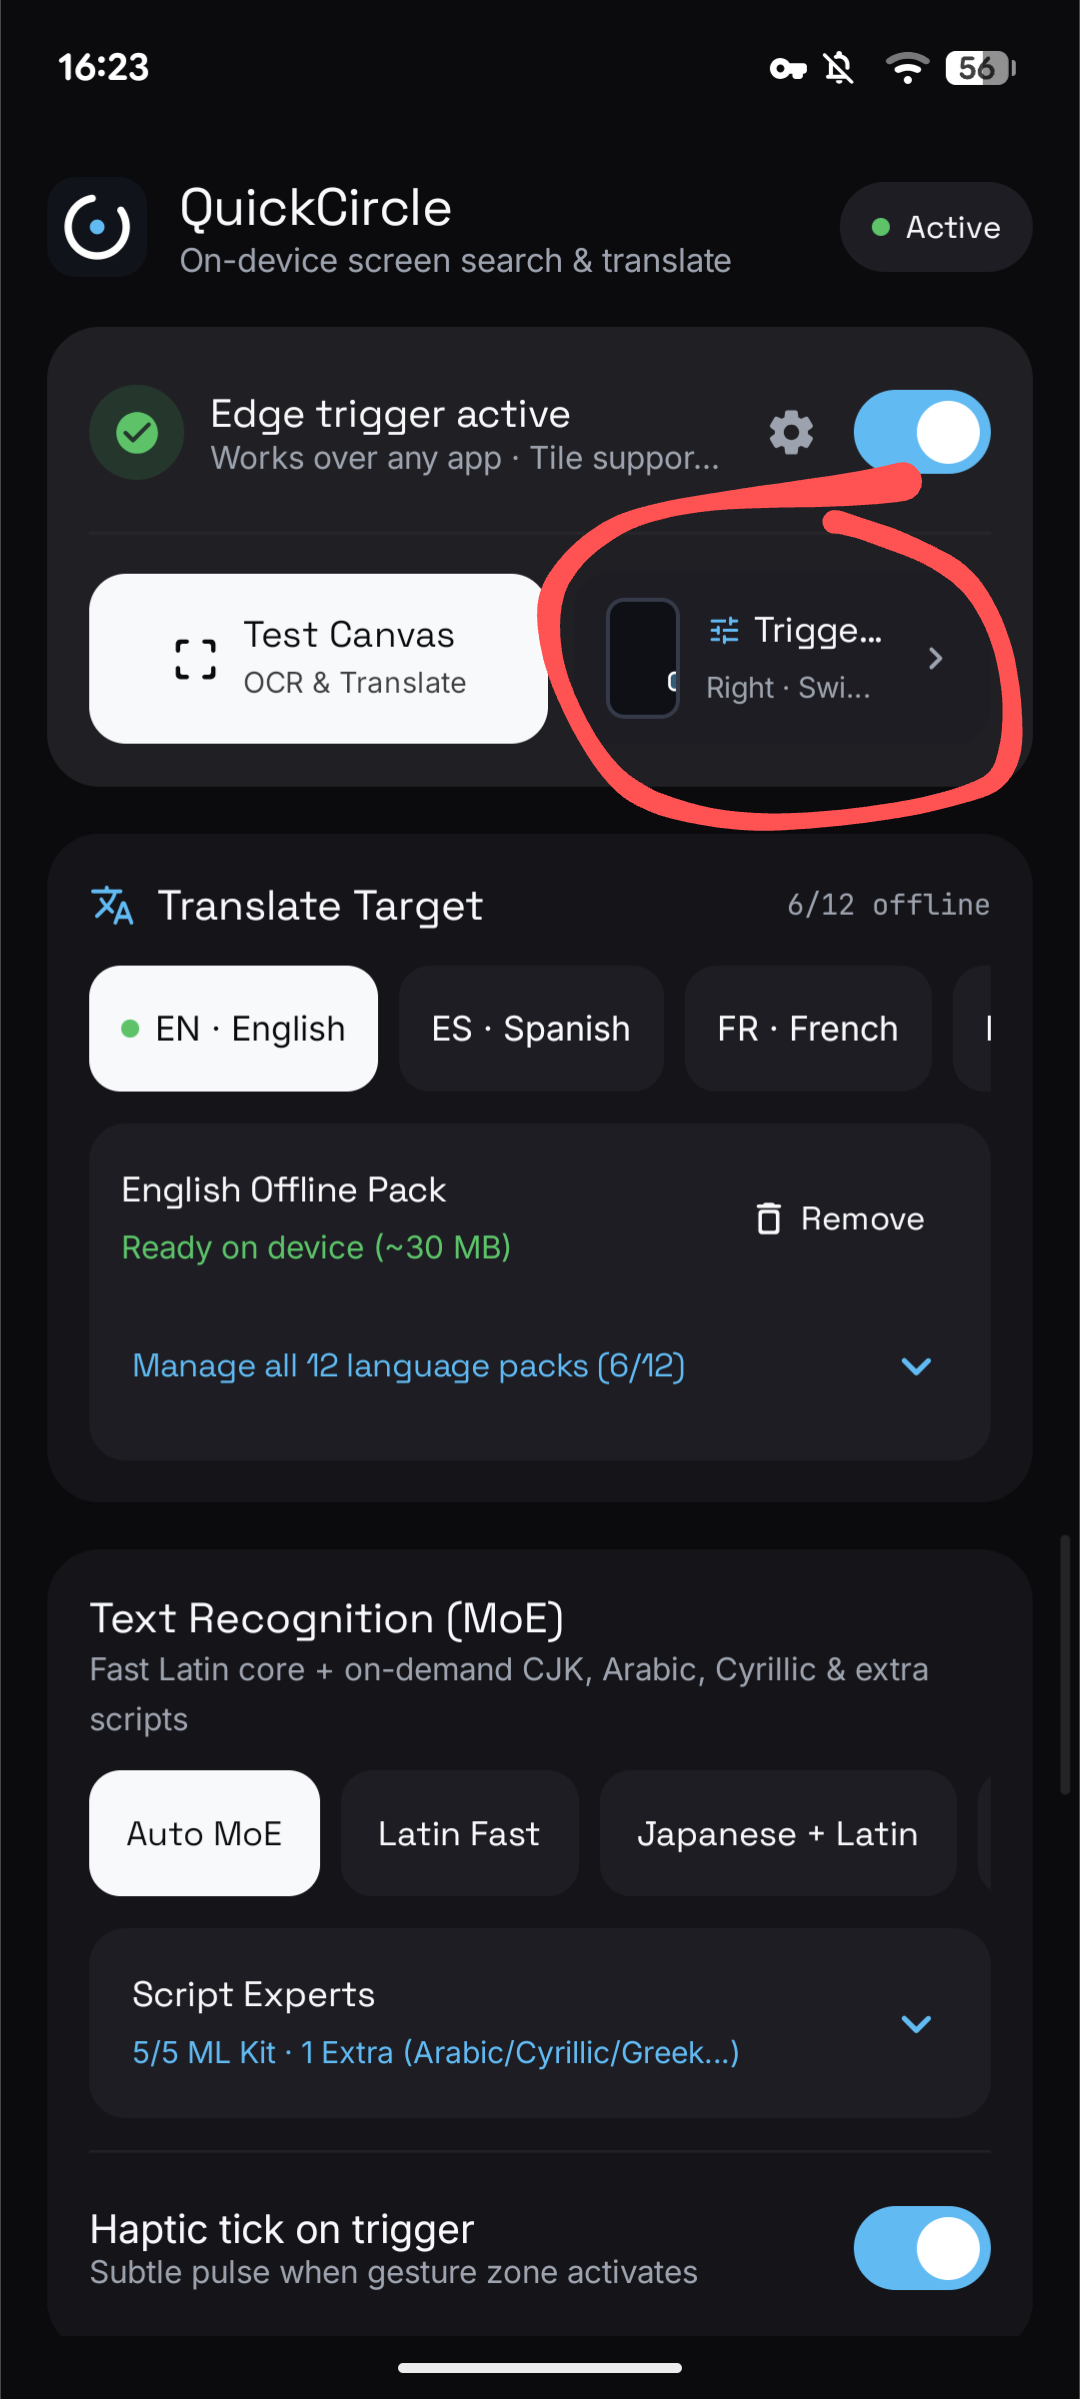 16:23
56
QuickCircle
On-device screen search & translate
Active
Edge trigger active
Works over any app · Tile suppor...
Test Canvas
OCR & Translate
Trigge...
Right · Swi...
Translate Target
6/12 offline
EN · English
ES · Spanish
FR · French
English Offline Pack
Ready on device (~30 MB)
Remove
Manage all 12 language packs (6/12)
Text Recognition (MoE)
Fast Latin core + on-demand CJK, Arabic, Cyrillic & extra
scripts
Auto MoE
Latin Fast
Japanese + Latin
Script Experts
5/5 ML Kit · 1 Extra (Arabic/Cyrillic/Greek...)
Haptic tick on trigger
Subtle pulse when gesture zone activates